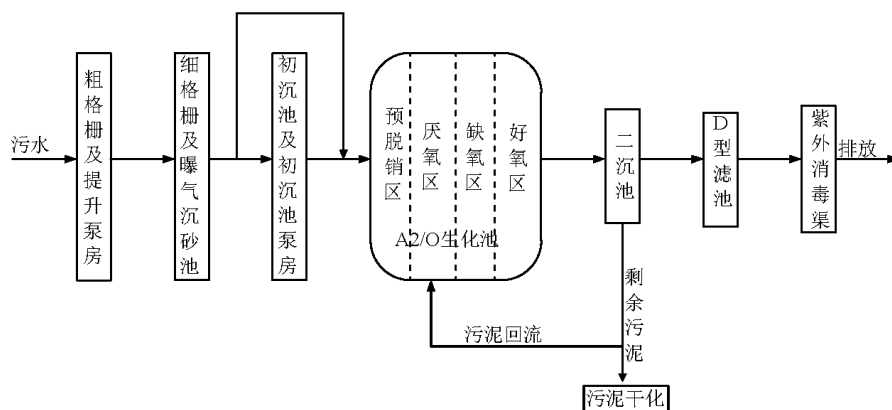 污水
粗格栅及提升泵房
细格栅及曝气沉砂池
初沉池及初沉池泵房
预脱销区
厌氧区
缺氧区
好氧区
A2/O生化池
二沉池
D型滤池
紫外消毒渠
排放
剩余污泥
污泥回流
污泥干化